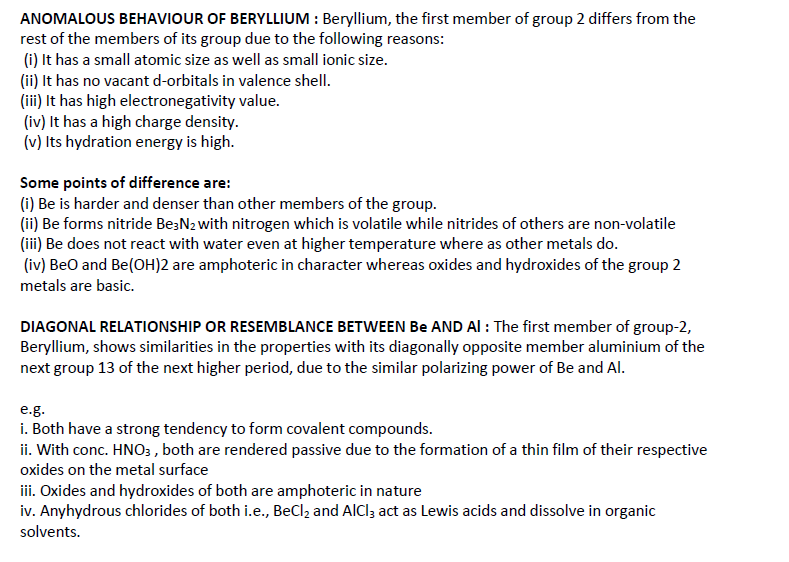 ANOMALOUS BEHAVIOUR OF BERYLLIUM : Beryllium, the first member of group 2 differs from the
rest of the members of its group due to the following reasons:
(i) It has a small atomic size as well as small ionic size.
(ii) It has no vacant d-orbitals in valence shell.
(iii) It has high electronegativity value.
(iv) It has a high charge density.
(v) Its hydration energy is high.
Some points of difference are:
(i) Be is harder and denser than other members of the group.
(ii) Be forms nitride Be₃N₂ with nitrogen which is volatile while nitrides of others are non-volatile
(iii) Be does not react with water even at higher temperature where as other metals do.
(iv) BeO and Be(OH)2 are amphoteric in character whereas oxides and hydroxides of the group 2
metals are basic.
DIAGONAL RELATIONSHIP OR RESEMBLANCE BETWEEN Be AND Al : The first member of group-2,
Beryllium, shows similarities in the properties with its diagonally opposite member aluminium of the
next group 13 of the next higher period, due to the similar polarizing power of Be and Al.
e.g.
i. Both have a strong tendency to form covalent compounds.
ii. With conc. HNO₃ , both are rendered passive due to the formation of a thin film of their respective
oxides on the metal surface
iii. Oxides and hydroxides of both are amphoteric in nature
iv. Anyhydrous chlorides of both i.e., BeCl₂ and AlCl₃ act as Lewis acids and dissolve in organic
solvents.